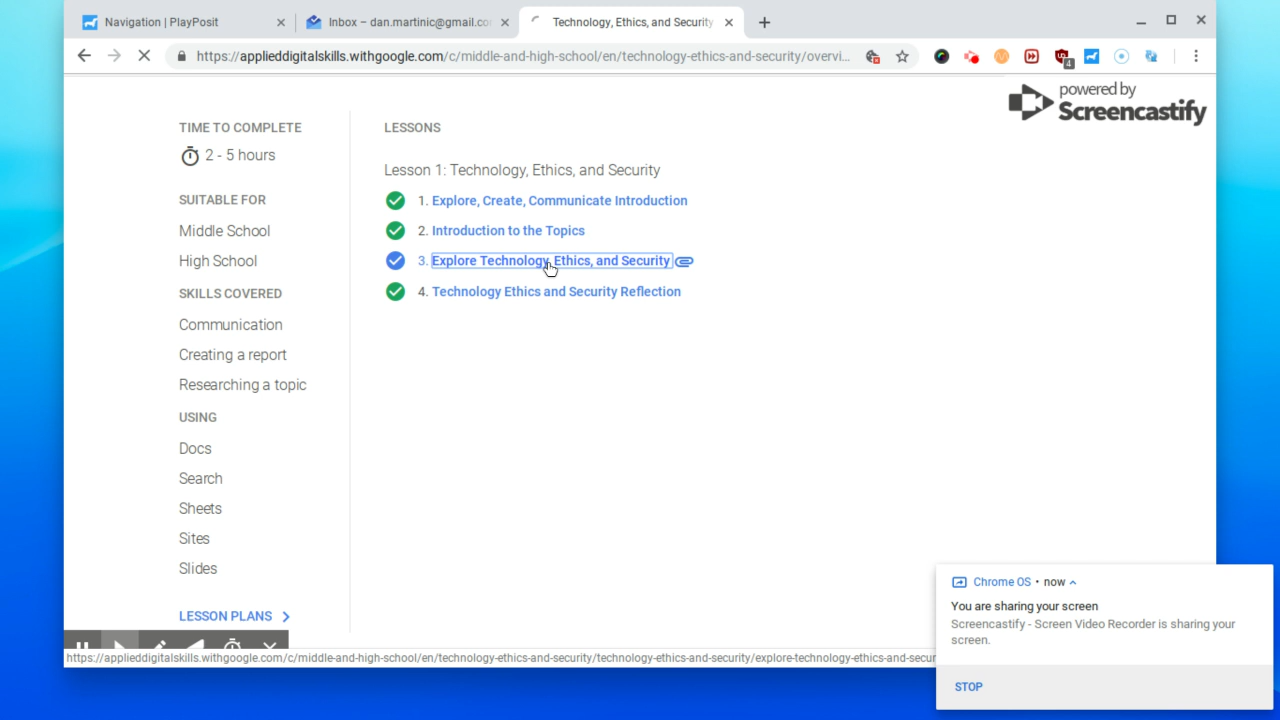 Navigation | PlayPosit
Inbox – dan.martinic@gmail.co
Technology, Ethics, and Security
https://applieddigitalskills.withgoogle.com/c/middle-and-high-school/en/technology-ethics-and-security/overvi...
4
powered by
Screencastify
TIME TO COMPLETE
2 - 5 hours
SUITABLE FOR
Middle School
High School
SKILLS COVERED
Communication
Creating a report
Researching a topic
USING
Docs
Search
Sheets
Sites
Slides
LESSON PLANS
LESSONS
Lesson 1: Technology, Ethics, and Security
1. Explore, Create, Communicate Introduction
2. Introduction to the Topics
3. Explore Technology, Ethics, and Security
4. Technology Ethics and Security Reflection
https://applieddigitalskills.withgoogle.com/c/middle-and-high-school/en/technology-ethics-and-security/technology-ethics-and-security/explore-technology-ethics-and-secur
Chrome OS • now
You are sharing your screen
Screencastify - Screen Video Recorder is sharing your
screen.
STOP